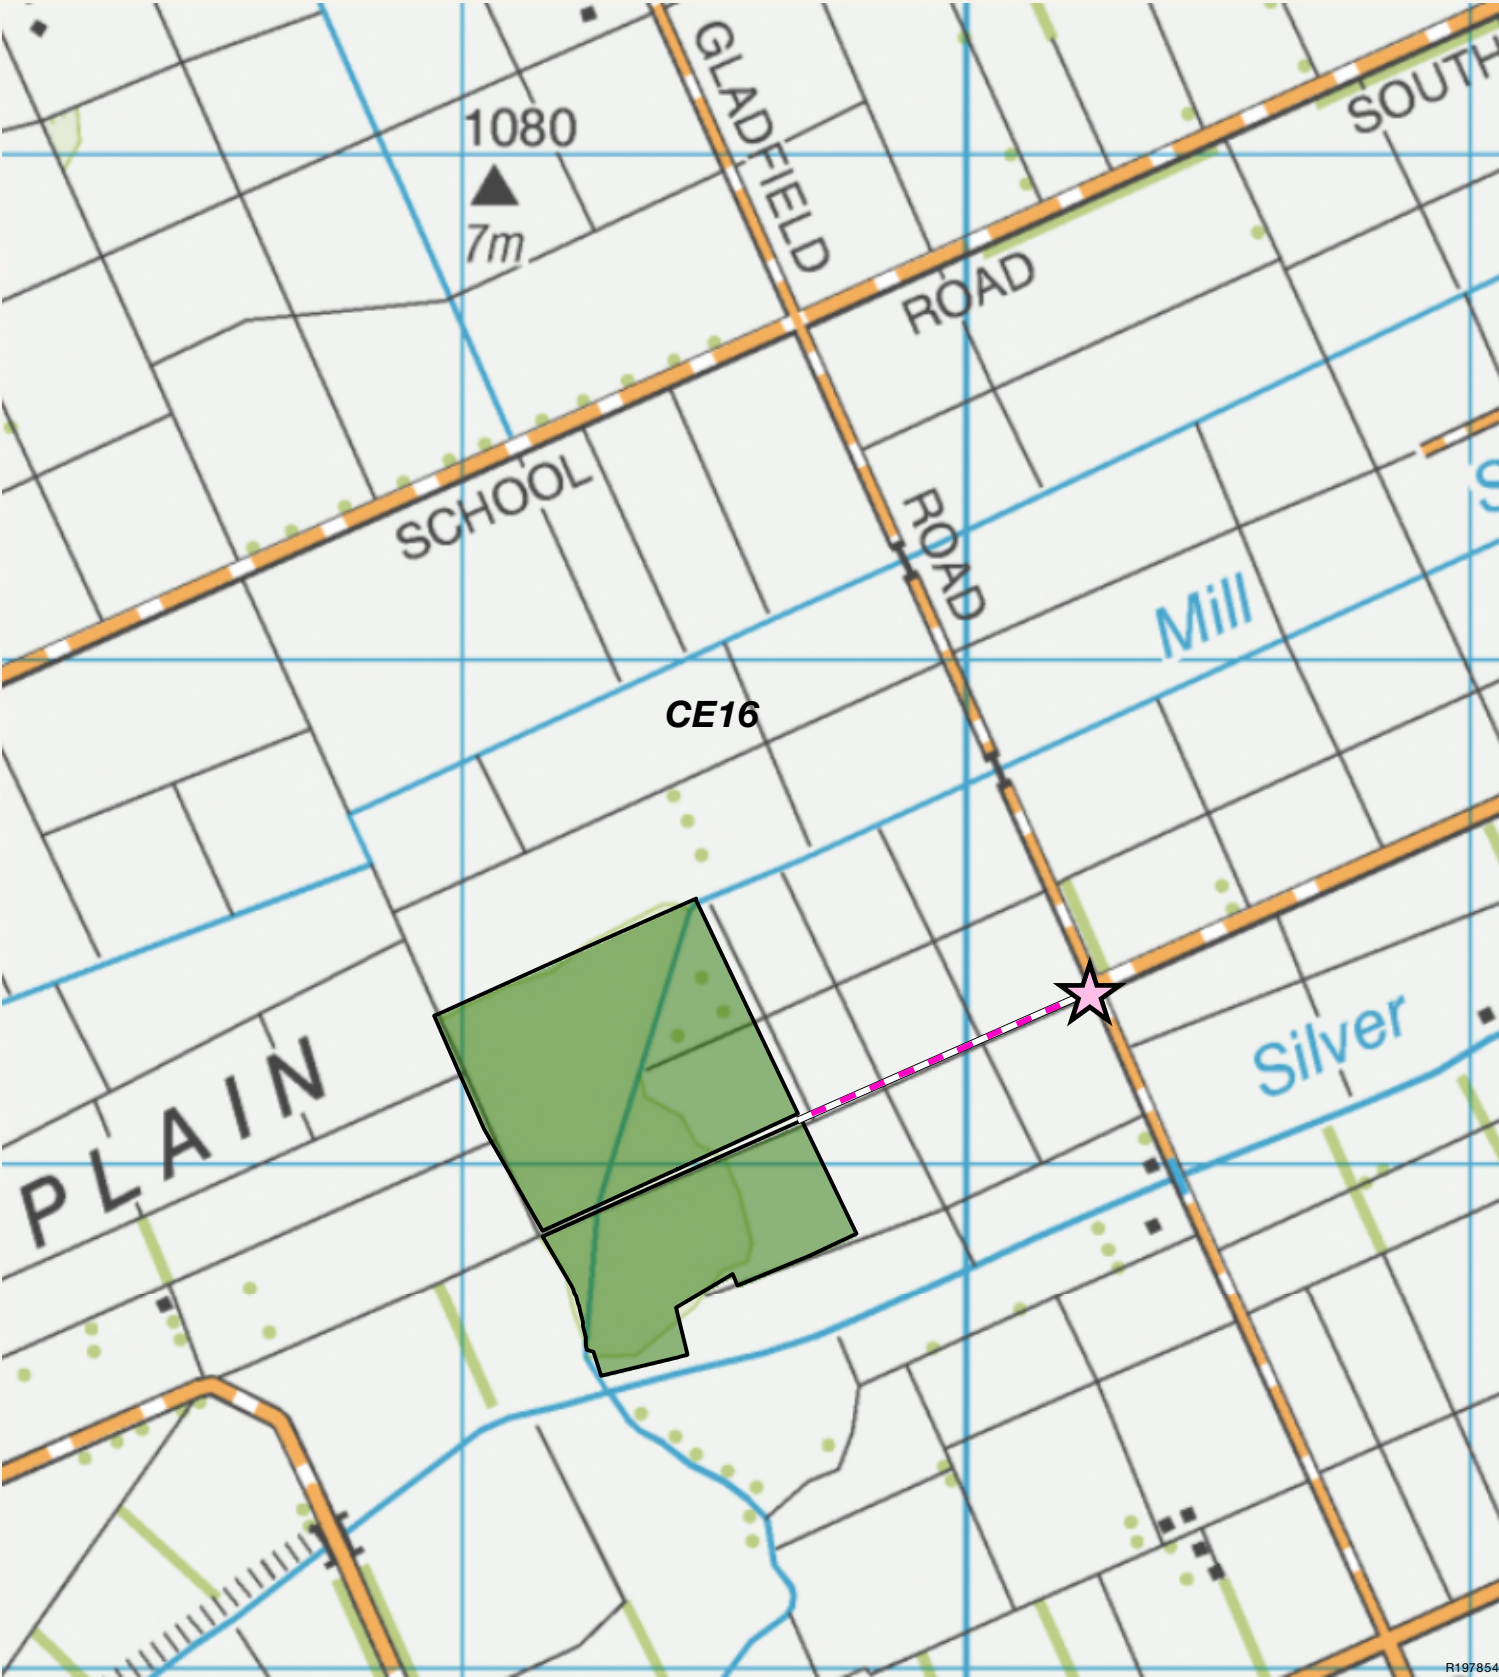 GLADFIELD
1080
7m
SOUTH
ROAD
SCHOOL
ROAD
S
Mill
CE16
Silver
PLAIN
R197854